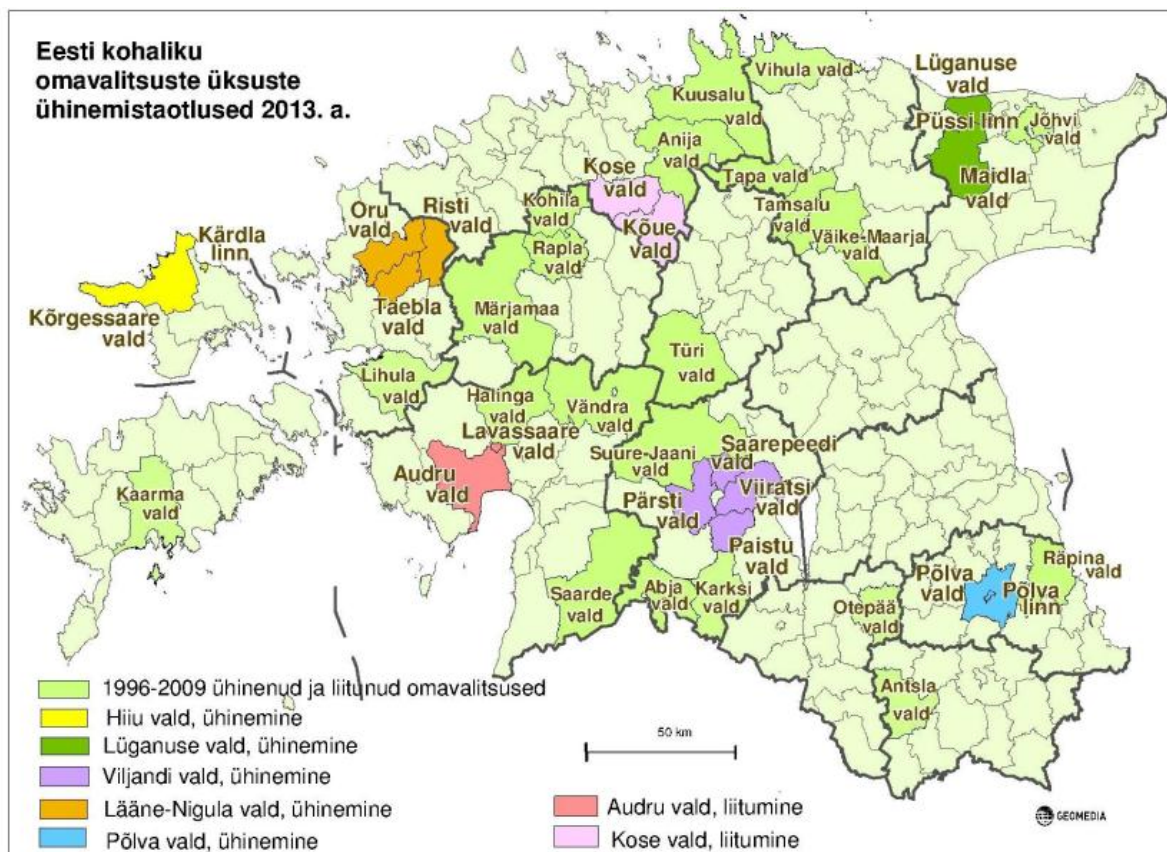 Eesti kohaliku
omavalitsuste üksuste
ühinemistaotlused 2013. a.
Vihula vald
Lüganuse
vald
Kuusalu
vald
Püssi linn
Jõhvi
vald
Anija
vald
Kose
vald
Tapa vald
Maidla
vald
Oru
vald
Risti
vald
Kohila
vald
Tamsalu
vald
Kärdla
linn
Kõue
vald
Rapla
vald
Väike-Maarja
vald
Kõrgessaare
vald
Taebla
vald
Märjamaa
vald
Türi
vald
Lihula
vald
Halinga
vald
Vändra
vald
Lavassaare
vald
Saarepeedi
vald
Suure-Jaani
vald
Audru
vald
Kaarma
vald
Pärsti
vald
Viiratsi
vald
Paistu
vald
Räpina
vald
Põlva
vald
Põlva
linn
Saarde
vald
Abja
vald
Karksi
vald
Otepää
vald
Antsla
vald
1996-2009 ühinenud ja liitunud omavalitsused
Hiiu vald, ühinemine
Lüganuse vald, ühinemine
Viljandi vald, ühinemine
Lääne-Nigula vald, ühinemine
Põlva vald, ühinemine
50 km
Audru vald, liitumine
Kose vald, liitumine
GEOMEDIA